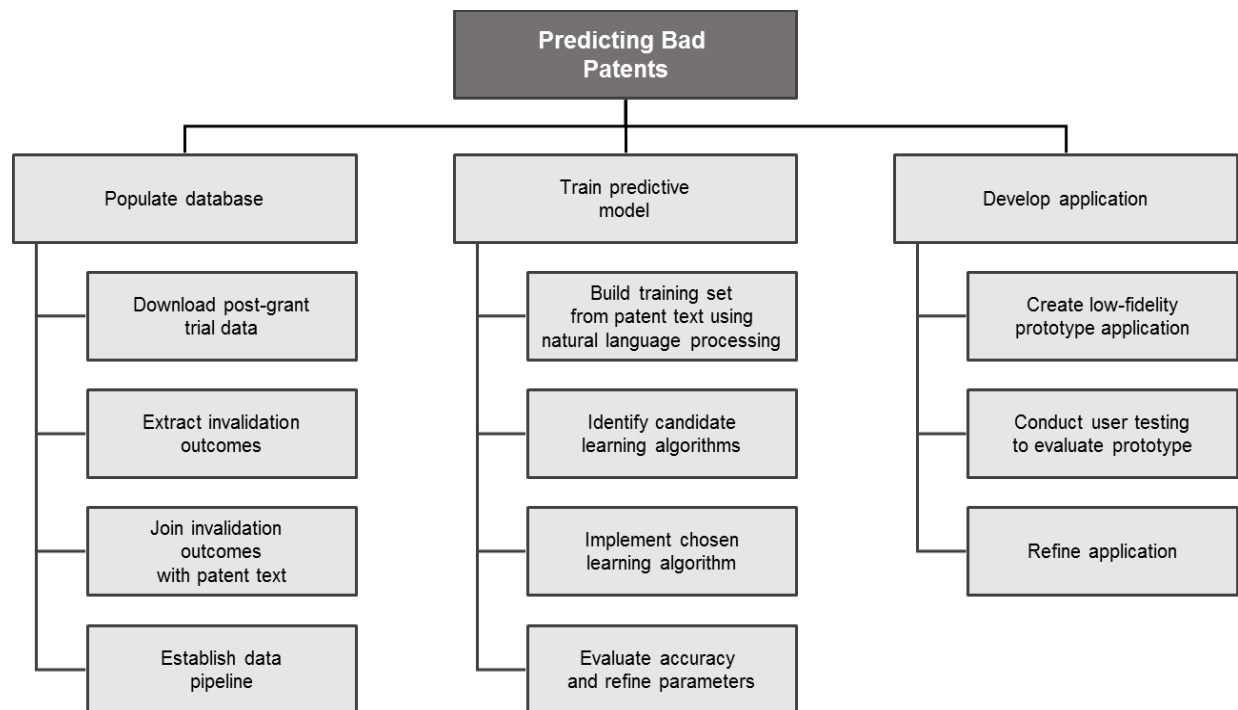 Predicting Bad
Patents
Populate database
Download post-grant
trial data
Extract invalidation
outcomes
Join invalidation
outcomes
with patent text
Establish data
pipeline
Train predictive
model
Build training set
from patent text using
natural language processing
Identify candidate
learning algorithms
Implement chosen
learning algorithm
Evaluate accuracy
and refine parameters
Develop application
Create low-fidelity
prototype application
Conduct user testing
to evaluate prototype
Refine application